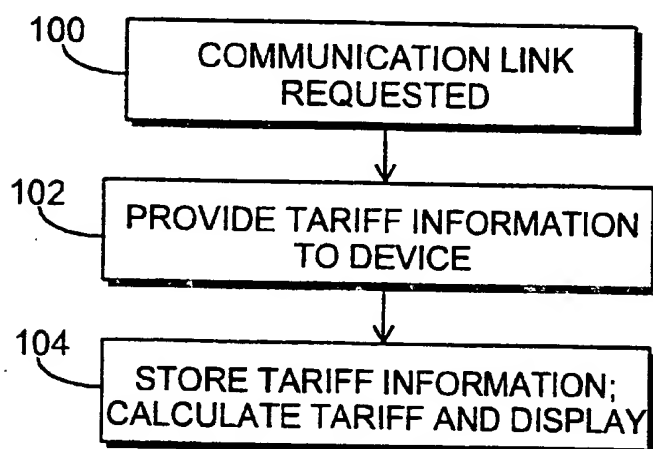 100
COMMUNICATION LINK
REQUESTED
102
PROVIDE TARIFF INFORMATION
TO DEVICE
104
STORE TARIFF INFORMATION;
CALCULATE TARIFF AND DISPLAY